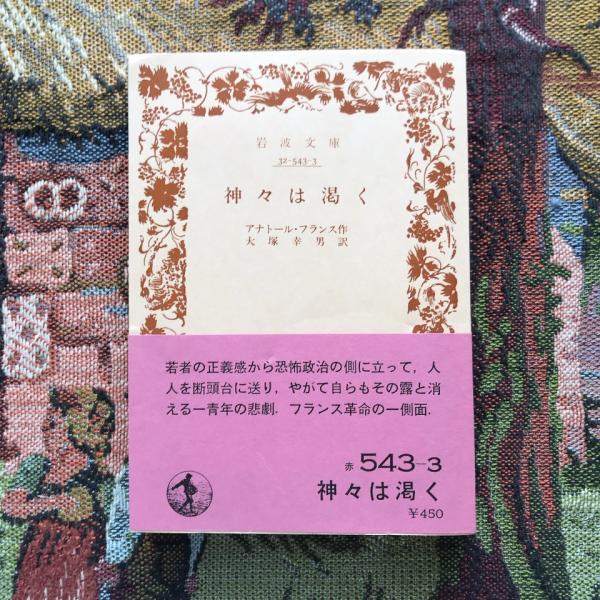 岩波文庫
32-543-3
神々は渇く
アナトール・フランス作
大塚幸男訳
若者の正義感から恐怖政治の側に立って，人
人を断頭台に送り，やがて自らもその露と消
える一青年の悲劇．フランス革命の一側面．
赤 543-3
神々は渇く
￥450